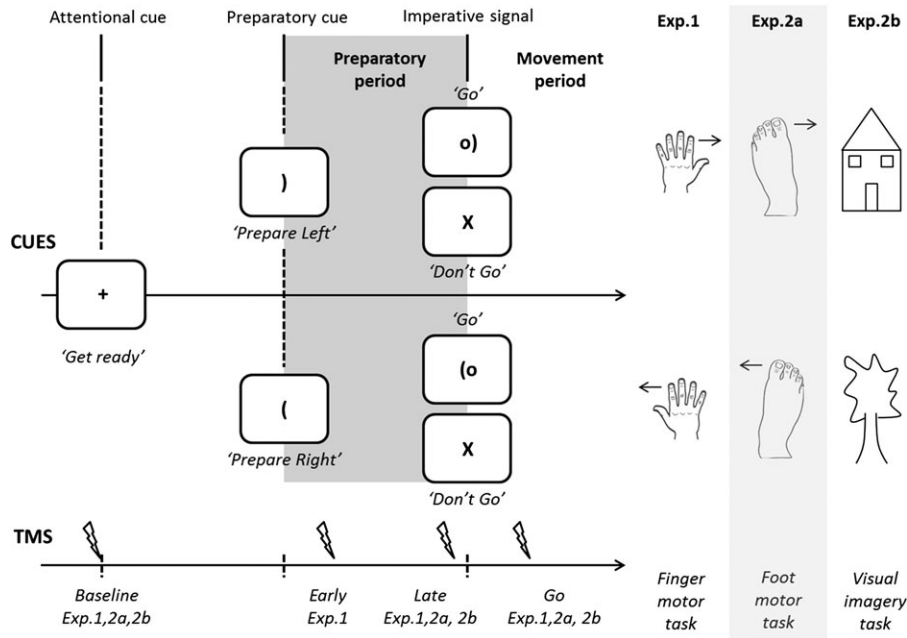 Attentional cue
Preparatory cue
Imperative signal
Exp.1
Exp.2a
Exp.2b
Preparatory
period
Movement
period
'Go'
o)
)
X
'Prepare Left'
'Don't Go'
CUES
+
'Get ready'
'Go'
(o
(
X
'Prepare Right'
'Don't Go'
TMS
Baseline
Exp.1,2a,2b
Early
Exp.1
Late
Exp.1,2a, 2b
Go
Exp.1,2a, 2b
Finger
motor
task
Foot
motor
task
Visual
imagery
task